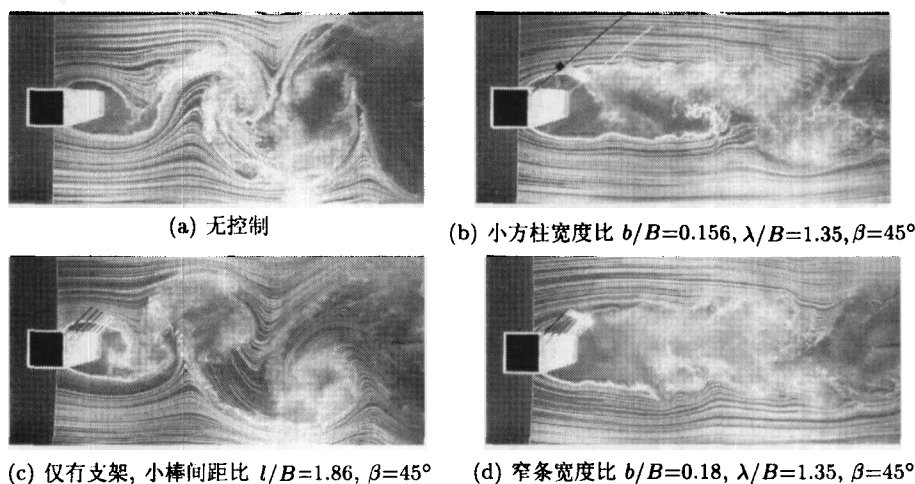 (a) 无控制
(b) 小方柱宽度比 b/B=0.156, λ/B=1.35, β=45°
(c) 仅有支架, 小棒间距比 l/B=1.86, β=45°
(d) 窄条宽度比 b/B=0.18, λ/B=1.35, β=45°